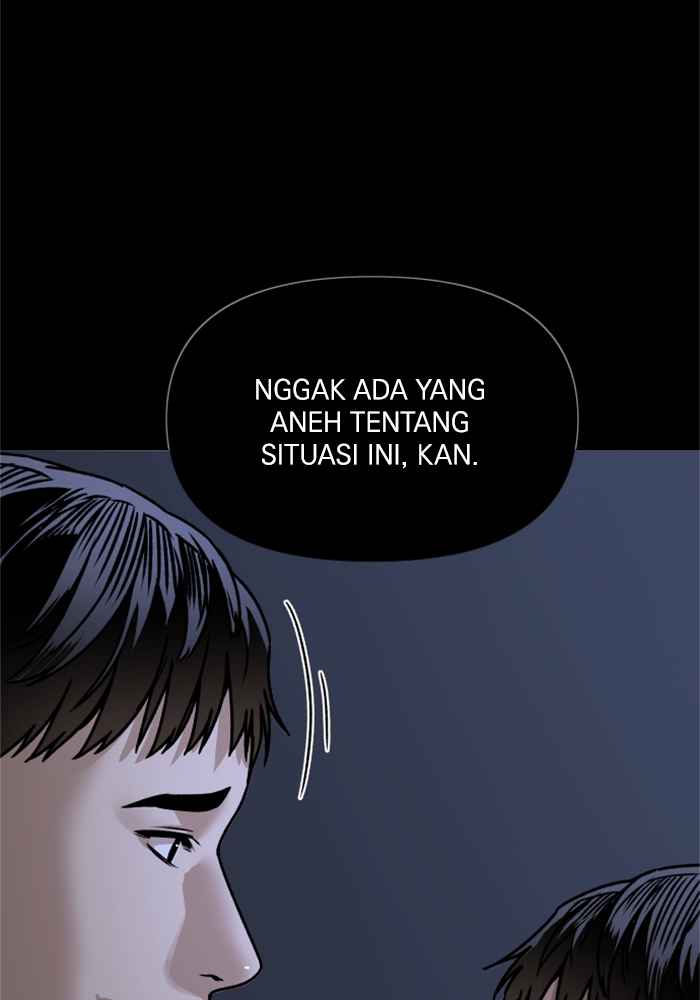 NGGAK ADA YANG
ANEH TENTANG
SITUASI INI, KAN.